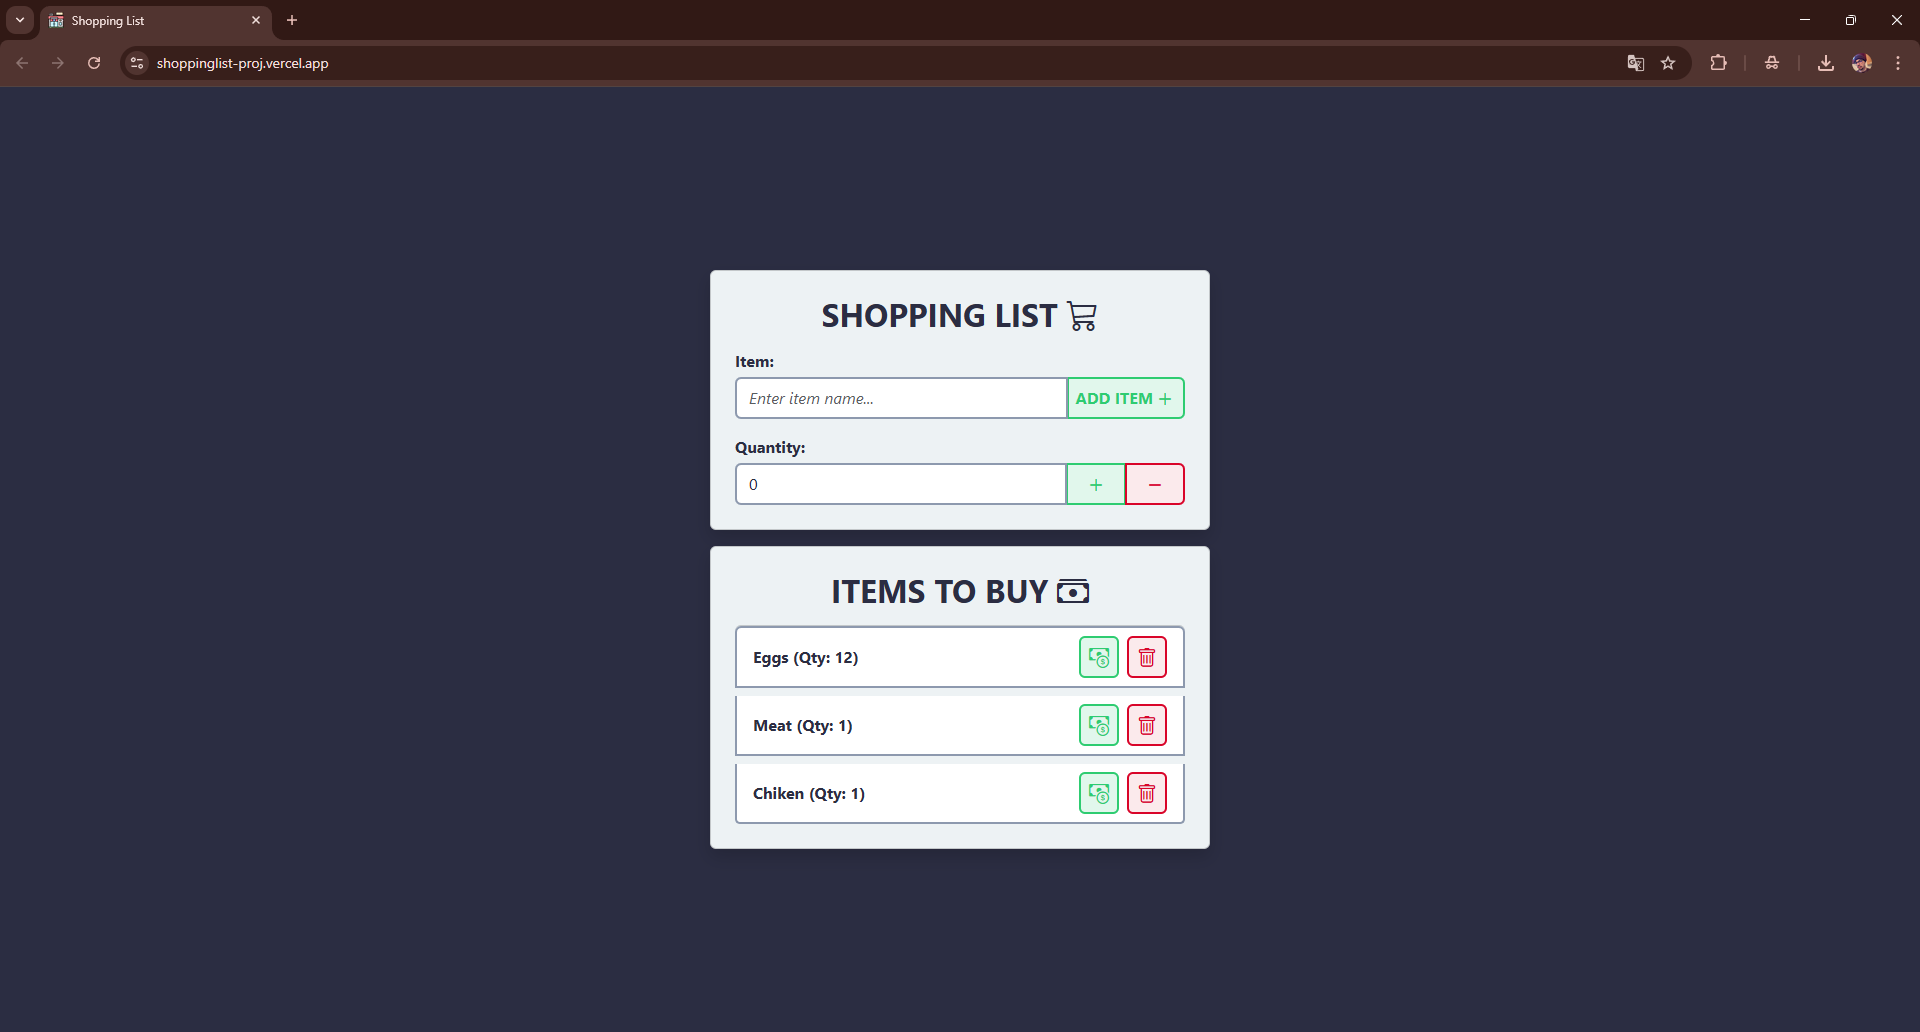 Shopping List
shoppinglist-proj.vercel.app
SHOPPING LIST
Item:
Enter item name...
ADD ITEM +
Quantity:
0
+ −
ITEMS TO BUY
Eggs (Qty: 12)
Meat (Qty: 1)
Chiken (Qty: 1)